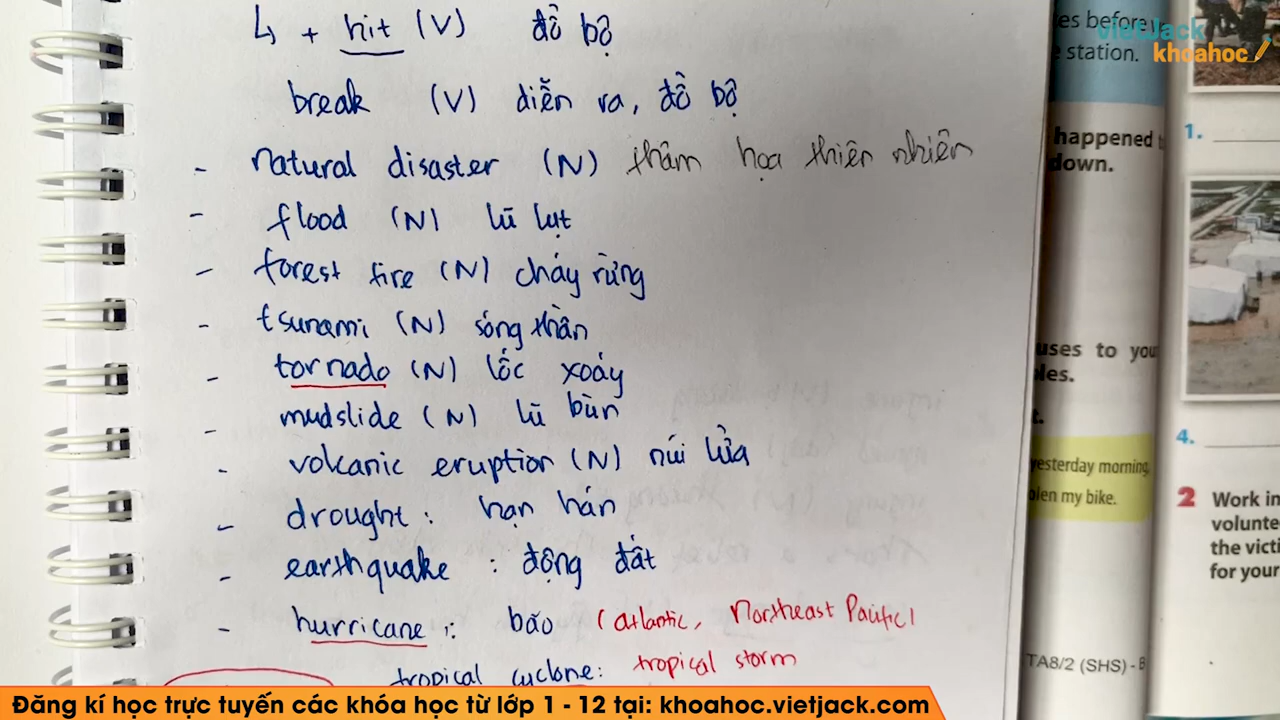 ↳ + hit (V) đổ bộ
break (V) diễn ra, đổ bộ
- natural disaster (N) thảm họa thiên nhiên
- flood (N) lũ lụt
- forest fire (N) cháy rừng
- tsunami (N) sóng thần
- tornado (N) lốc xoáy
- mudslide (N) lũ bùn
- volcanic eruption (N) núi lửa
- drought : hạn hán
- earthquake : động đất
- hurricane : bão (atlantic, Northeast Pacific)
tropical cyclone: tropical storm
es before
station.
vietJack
khoahoc
happened
down.
uses to you
les.
t.
yesterday morning
olen my bike.
TA8/2 (SHS) - 8
1.
4.
2 Work in
volunte
the victi
for your
Đăng kí học trực tuyến các khóa học từ lớp 1 - 12 tại: khoahoc.vietjack.com